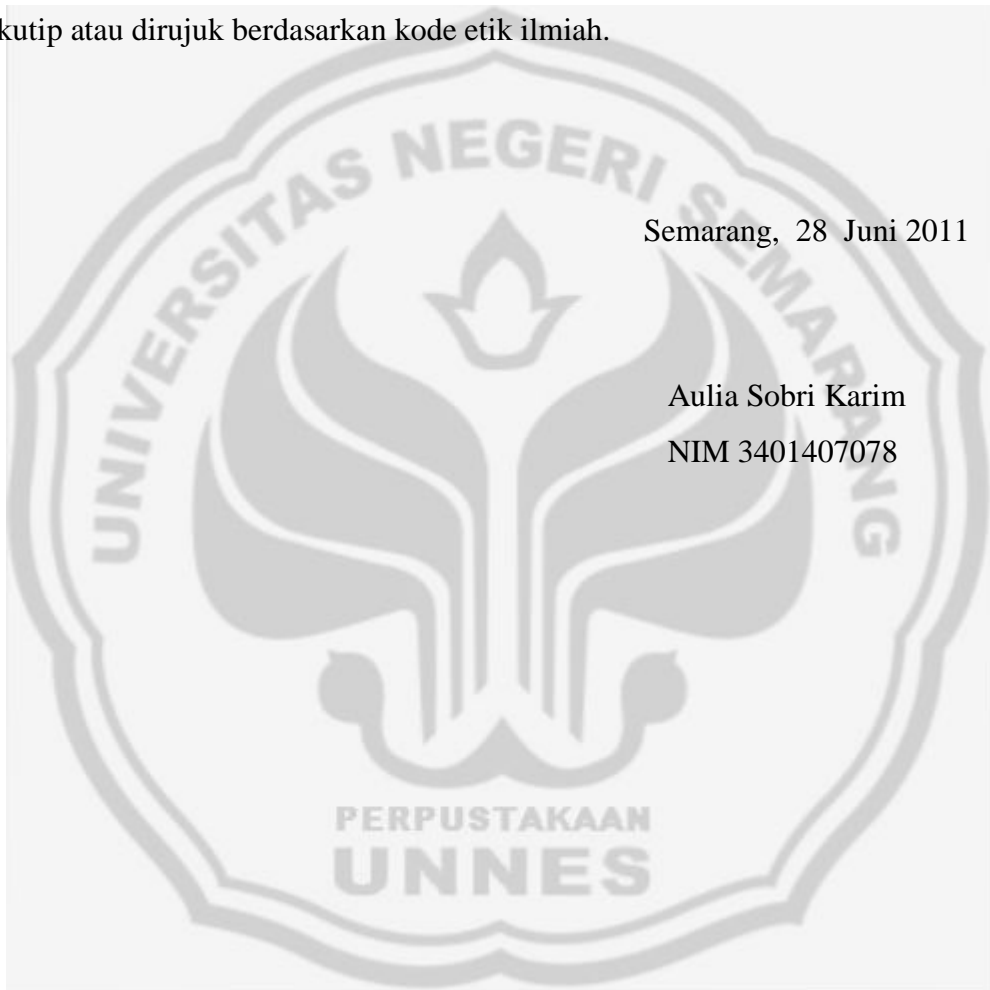 kutip atau dirujuk berdasarkan kode etik ilmiah.
UNIVERSITAS NEGERI SEMARANG
Semarang, 28 Juni 2011
Aulia Sobri Karim
NIM 3401407078
PERPUSTAKAAN
UNNES